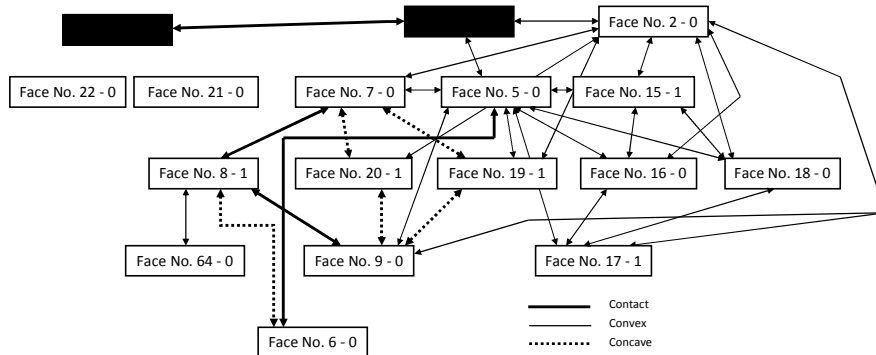 Face No. 2 - 0
Face No. 22 - 0
Face No. 21 - 0
Face No. 7 - 0
Face No. 5 - 0
Face No. 15 - 1
Face No. 8 - 1
Face No. 20 - 1
Face No. 19 - 1
Face No. 16 - 0
Face No. 18 - 0
Face No. 64 - 0
Face No. 9 - 0
Face No. 17 - 1
Contact
Convex
Concave
Face No. 6 - 0